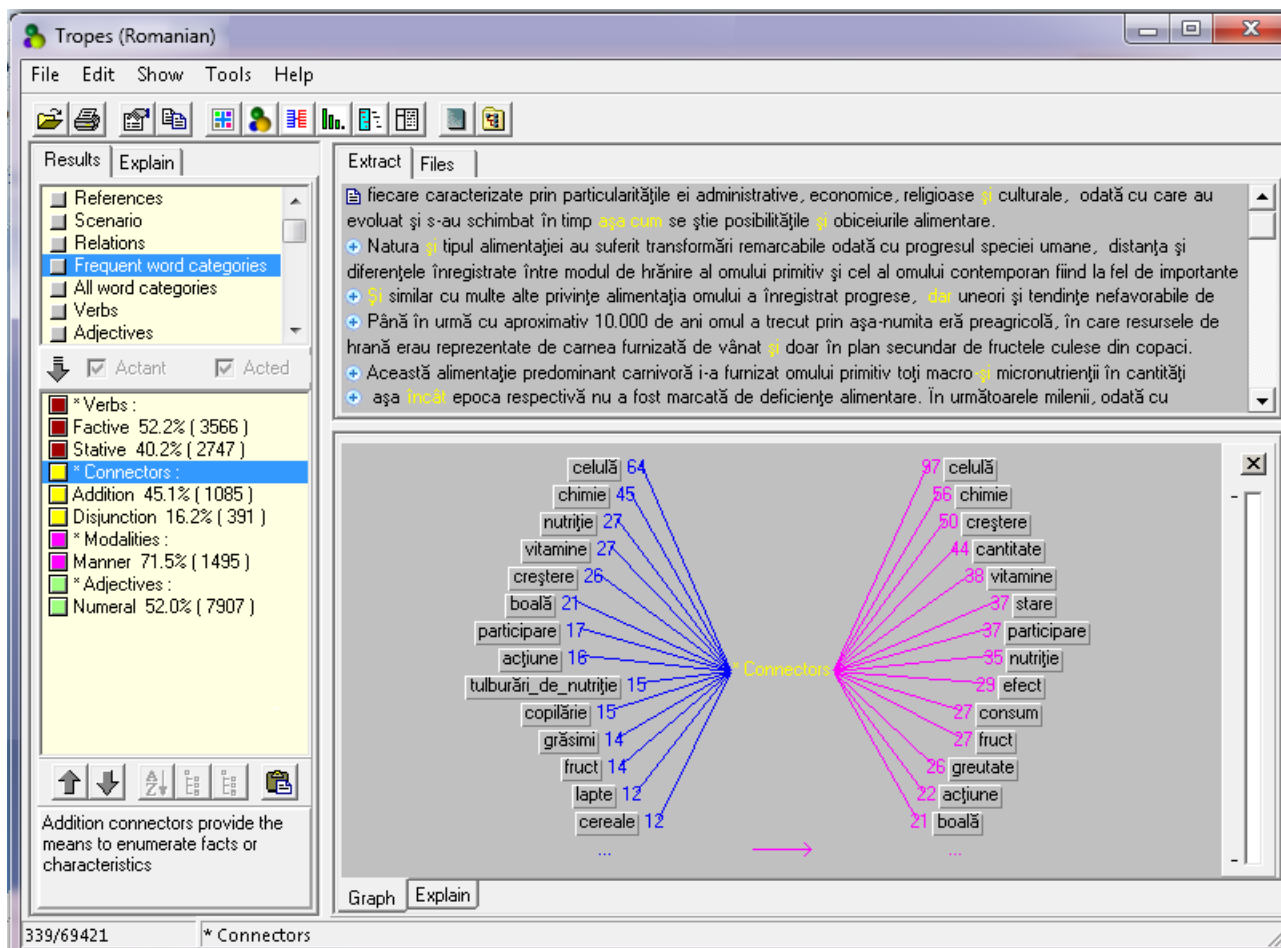 Tropes (Romanian)
File Edit Show Tools Help
Results Explain
References
Scenario
Relations
Frequent word categories
All word categories
Verbs
Adjectives
Actant Acted
* Verbs :
Factive 52.2% ( 3566 )
Stative 40.2% ( 2747 )
* Connectors :
Addition 45.1% ( 1085 )
Disjunction 16.2% ( 391 )
* Modalities :
Manner 71.5% ( 1495 )
* Adjectives :
Numeral 52.0% ( 7907 )
Addition connectors provide the
means to enumerate facts or
characteristics
Extract Files
fiecare caracterizate prin particularităţile ei administrative, economice, religioase şi culturale, odată cu care au
evoluat şi s-au schimbat în timp aşa cum se ştie posibilităţile şi obiceiurile alimentare.
Natura şi tipul alimentaţiei au suferit transformări remarcabile odată cu progresul speciei umane, distanţa şi
diferenţele înregistrate între modul de hrănire al omului primitiv şi cel al omului contemporan fiind la fel de importante
Şi similar cu multe alte privinţe alimentaţia omului a înregistrat progrese, dar uneori şi tendinţe nefavorabile de
Până în urmă cu aproximativ 10.000 de ani omul a trecut prin aşa-numita eră preagricolă, în care resursele de
hrană erau reprezentate de carnea furnizată de vânat şi doar în plan secundar de fructele culese din copaci.
Această alimentaţie predominant carnivoră i-a furnizat omului primitiv toţi macro-şi micronutrienţii în cantităţi
aşa încât epoca respectivă nu a fost marcată de deficienţe alimentare. În următoarele milenii, odată cu
celulă 64
chimie 45
nutriţie 27
vitamine 27
creştere 26
boală 21
participare 17
acţiune 16
tulburări_de_nutriţie 15
copilărie 15
grăsimi 14
fruct 14
lapte 12
cereale 12
...
* Connectors
97 celulă
56 chimie
50 creştere
44 cantitate
38 vitamine
37 stare
37 participare
35 nutriţie
29 efect
27 consum
27 fruct
26 greutate
22 acţiune
21 boală
...
Graph Explain
339/69421 * Connectors